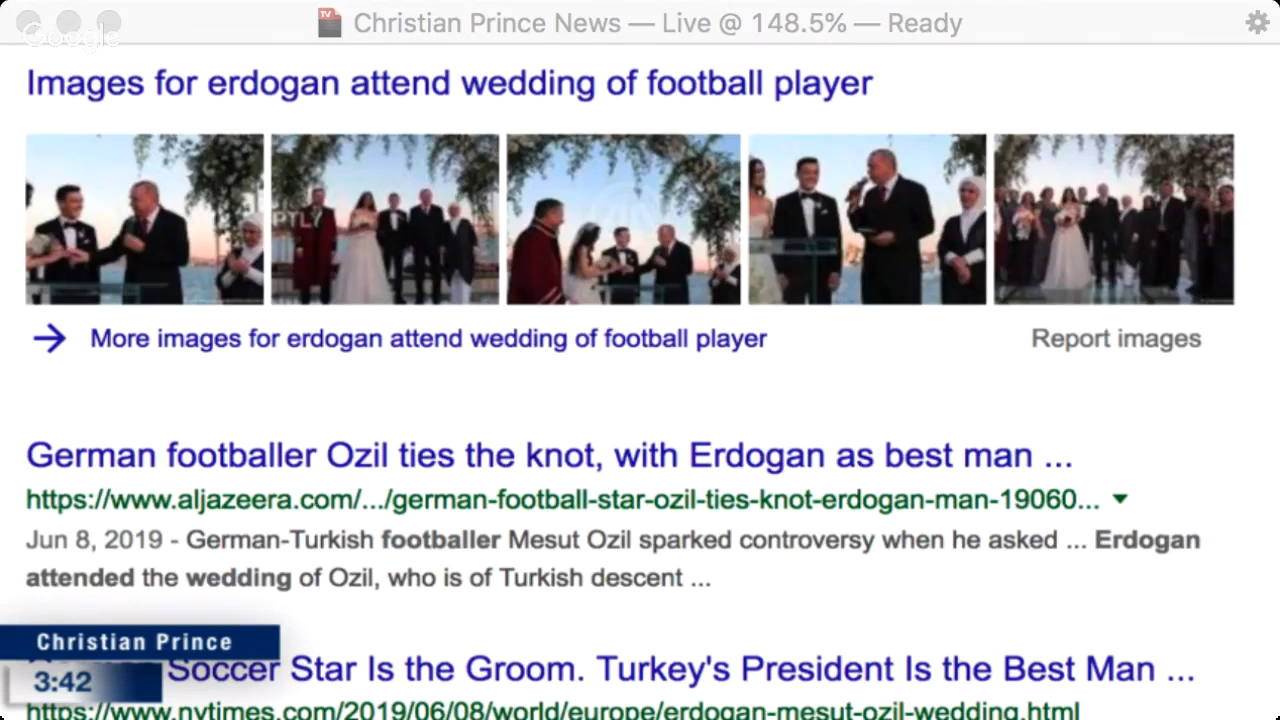 TV
Christian Prince News — Live @ 148.5% — Ready
Google
Images for erdogan attend wedding of football player
PTLY
More images for erdogan attend wedding of football player
Report images
German footballer Ozil ties the knot, with Erdogan as best man ...
https://www.aljazeera.com/.../german-football-star-ozil-ties-knot-erdogan-man-19060...
Jun 8, 2019 - German-Turkish footballer Mesut Ozil sparked controversy when he asked ... Erdogan
attended the wedding of Ozil, who is of Turkish descent ...
Christian Prince
Soccer Star Is the Groom. Turkey's President Is the Best Man ...
3:42
https://www.nytimes.com/2019/06/08/world/europe/erdogan-mesut-ozil-wedding.html